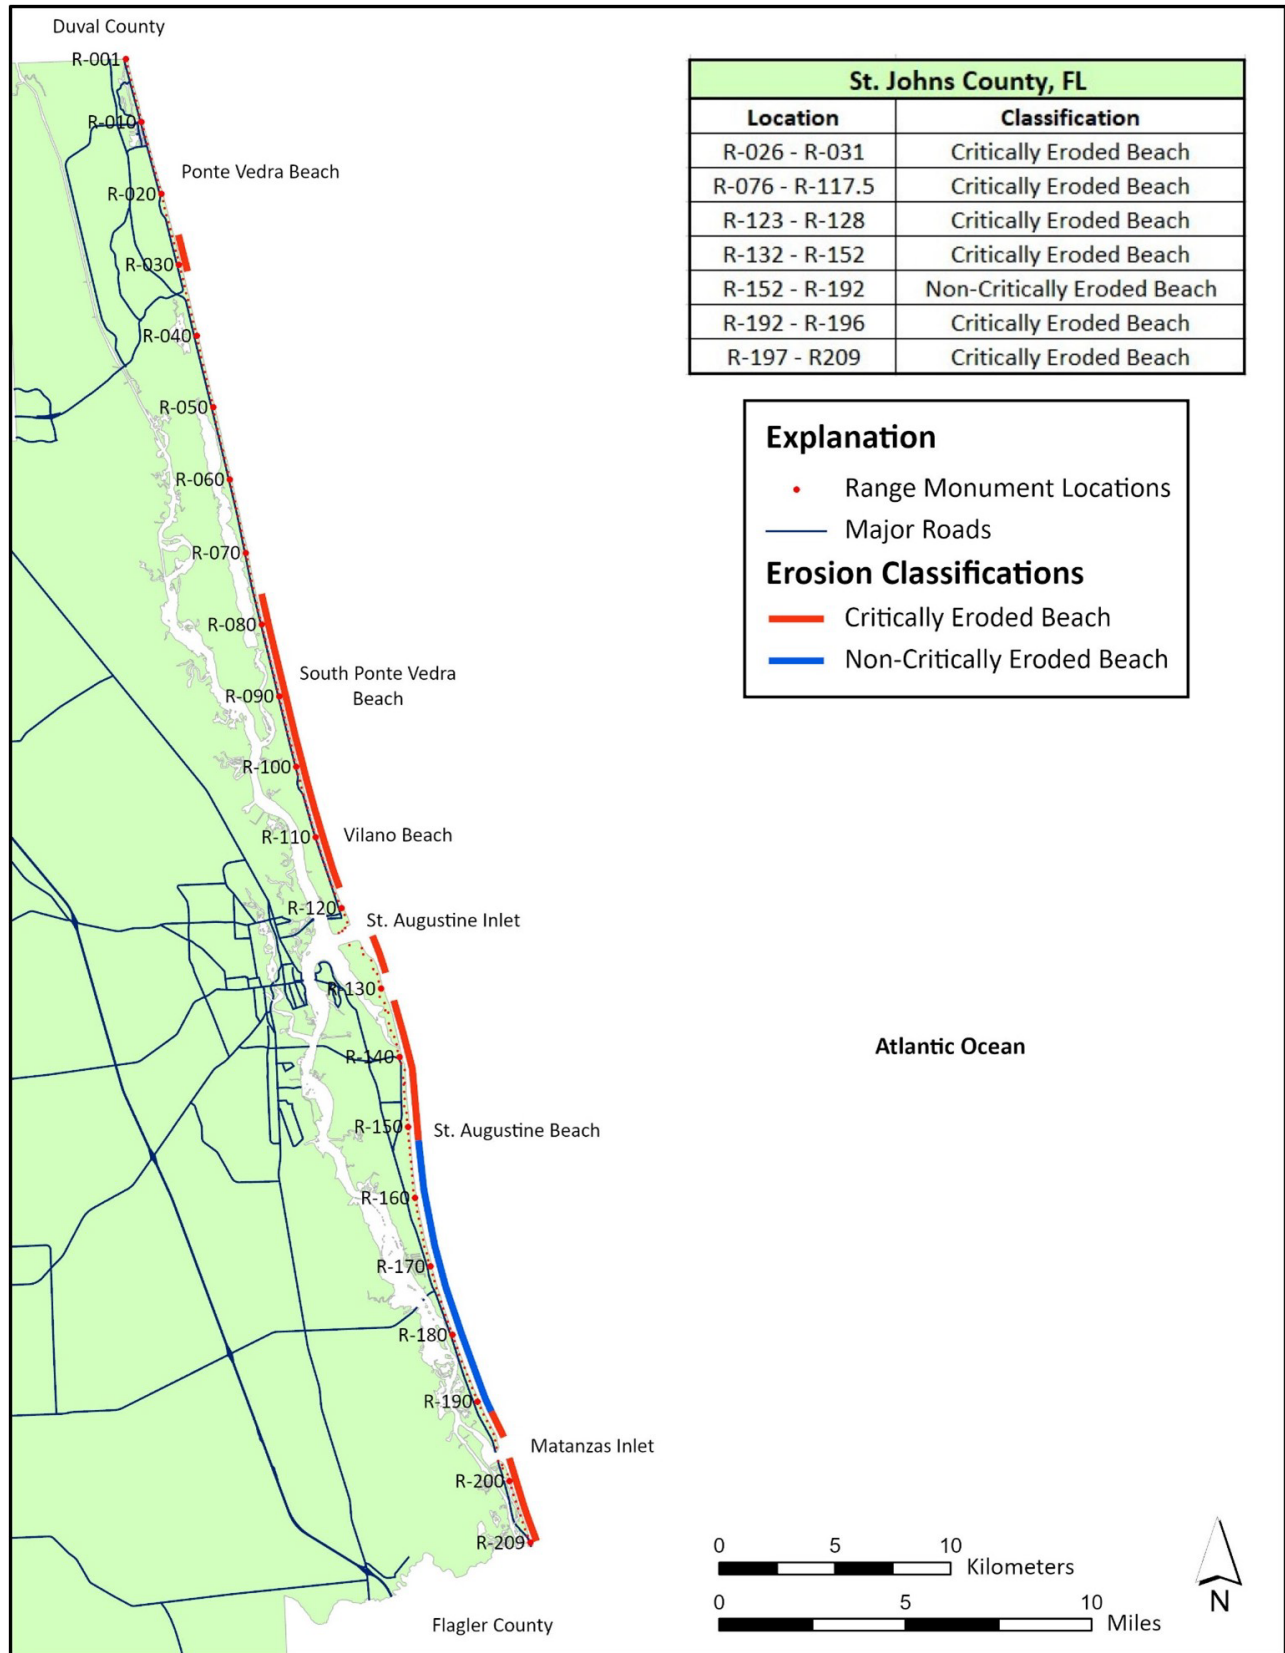 Duval County
R-001
R-010
Ponte Vedra Beach
R-020
R-030
R-040
R-050
R-060
R-070
R-080
South Ponte Vedra
Beach
R-090
R-100
R-110
Vilano Beach
R-120
St. Augustine Inlet
R-130
R-140
R-150
St. Augustine Beach
R-160
R-170
R-180
R-190
Matanzas Inlet
R-200
R-209
Flagler County
St. Johns County, FL
Location Classification
R-026 - R-031 Critically Eroded Beach
R-076 - R-117.5 Critically Eroded Beach
R-123 - R-128 Critically Eroded Beach
R-132 - R-152 Critically Eroded Beach
R-152 - R-192 Non-Critically Eroded Beach
R-192 - R-196 Critically Eroded Beach
R-197 - R209 Critically Eroded Beach
Explanation
Range Monument Locations
Major Roads
Erosion Classifications
Critically Eroded Beach
Non-Critically Eroded Beach
Atlantic Ocean
0 5 10
Kilometers
0 5 10
Miles
N